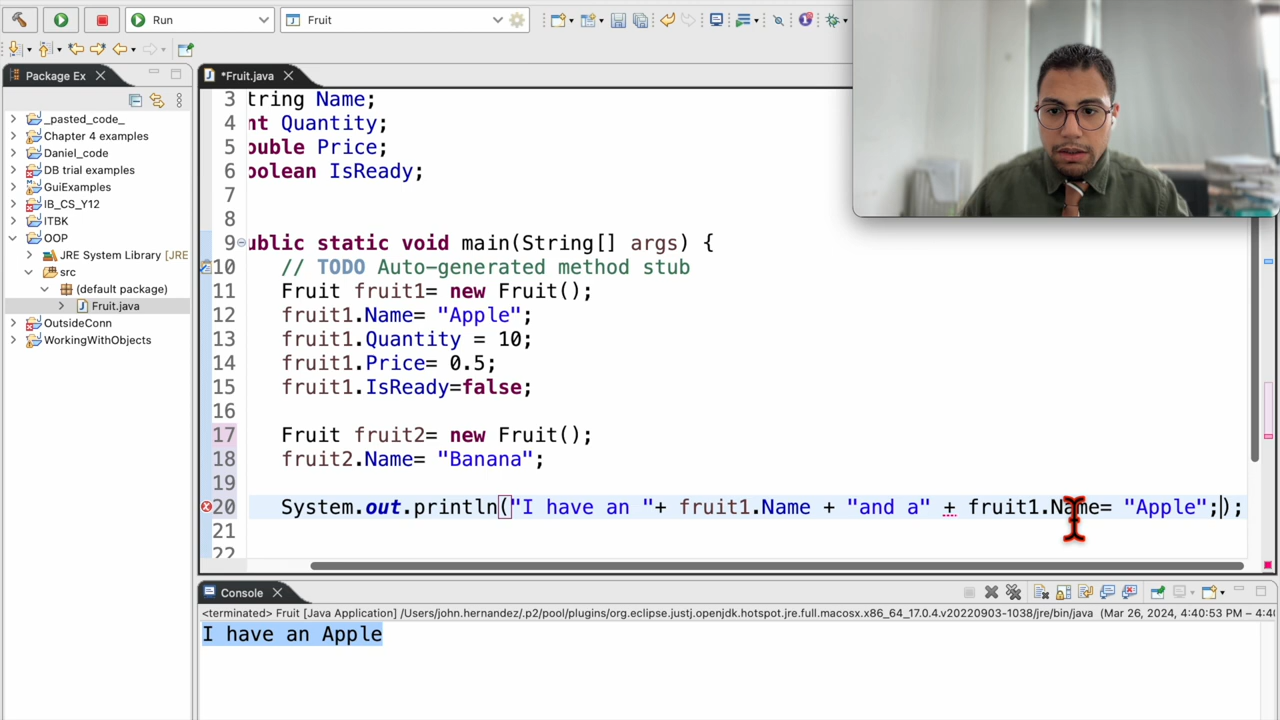 Run
Fruit
Package Ex
*Fruit.java
_pasted_code_
Chapter 4 examples
Daniel_code
DB trial examples
GuiExamples
IB_CS_Y12
ITBK
OOP
JRE System Library [JRE
src
(default package)
Fruit.java
OutsideConn
WorkingWithObjects
3 tring Name;
4 nt Quantity;
5 ouble Price;
6 oolean IsReady;
7
8
9 ublic static void main(String[] args) {
10 // TODO Auto-generated method stub
11 Fruit fruit1= new Fruit();
12 fruit1.Name= "Apple";
13 fruit1.Quantity = 10;
14 fruit1.Price= 0.5;
15 fruit1.IsReady=false;
16
17 Fruit fruit2= new Fruit();
18 fruit2.Name= "Banana";
19
20 System.out.println("I have an "+ fruit1.Name + "and a" + fruit1.Name= "Apple";);
21
22
Console
<terminated> Fruit [Java Application] /Users/john.hernandez/.p2/pool/plugins/org.eclipse.justj.openjdk.hotspot.jre.full.macosx.x86_64_17.0.4.v20220903-1038/jre/bin/java (Mar 26, 2024, 4:40:53 PM – 4:40
I have an Apple